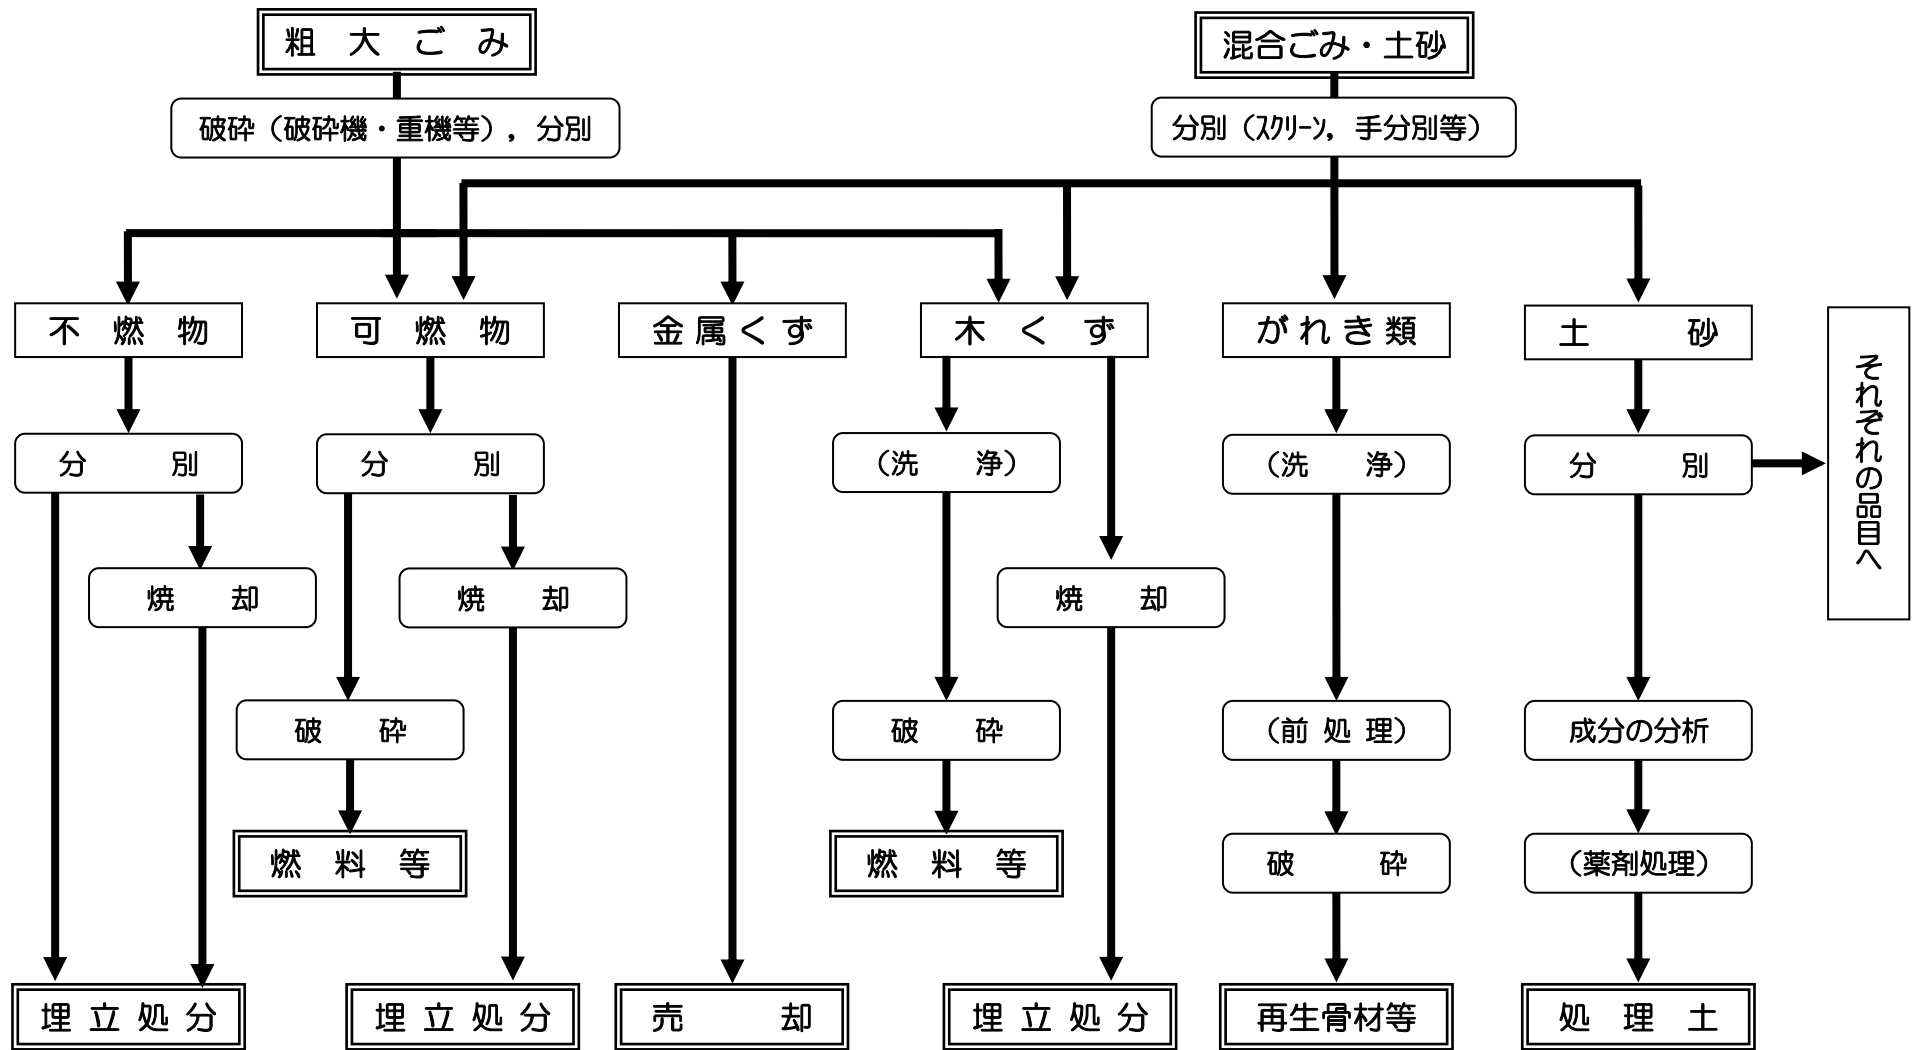 粗大ごみ
混合ごみ・土砂
破砕（破砕機・重機等），分別
分別（ｽｸﾘｰﾝ，手分別等）
不燃物
可燃物
金属くず
木くず
がれき類
土砂
それぞれの品目へ
分別
分別
（洗浄）
（洗浄）
分別
焼却
焼却
焼却
破砕
破砕
（前処理）
成分の分析
燃料等
燃料等
破砕
（薬剤処理）
埋立処分
埋立処分
売却
埋立処分
再生骨材等
処理土